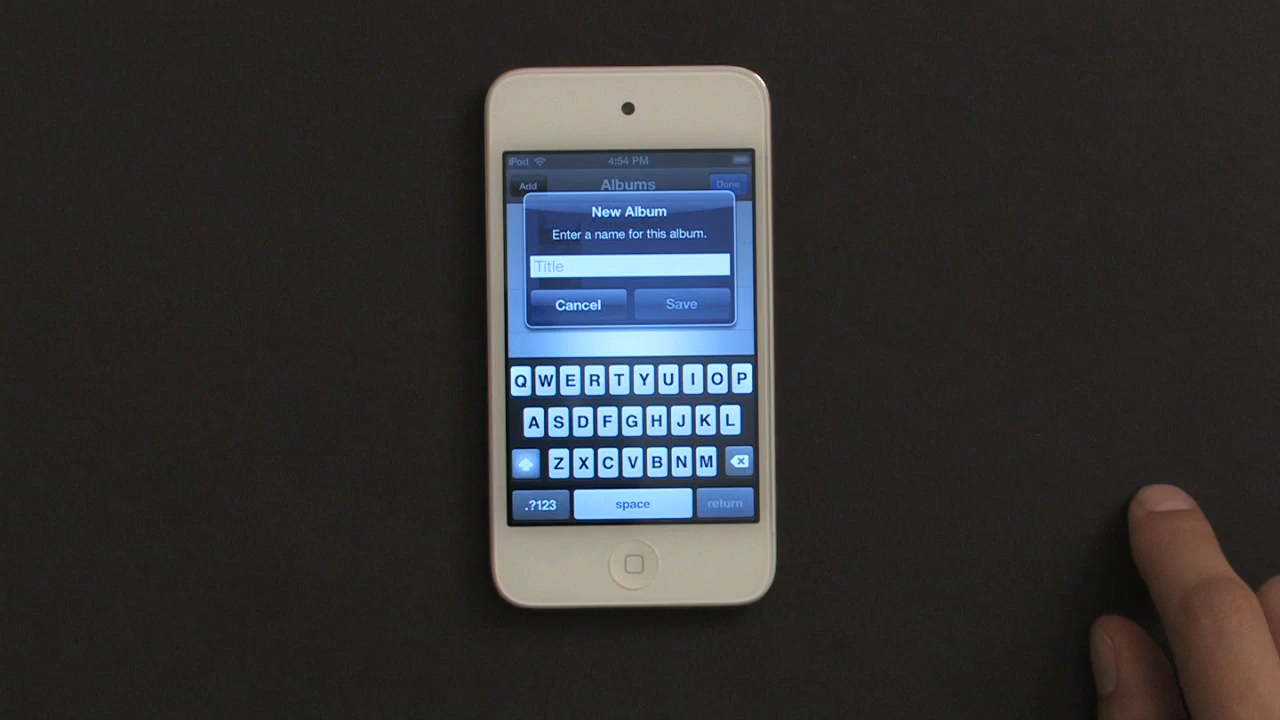 iPod 4:54 PM
Add Albums Done
New Album
Enter a name for this album.
Title
Cancel Save
Q W E R T Y U I O P
A S D F G H J K L
Z X C V B N M
.?123 space return